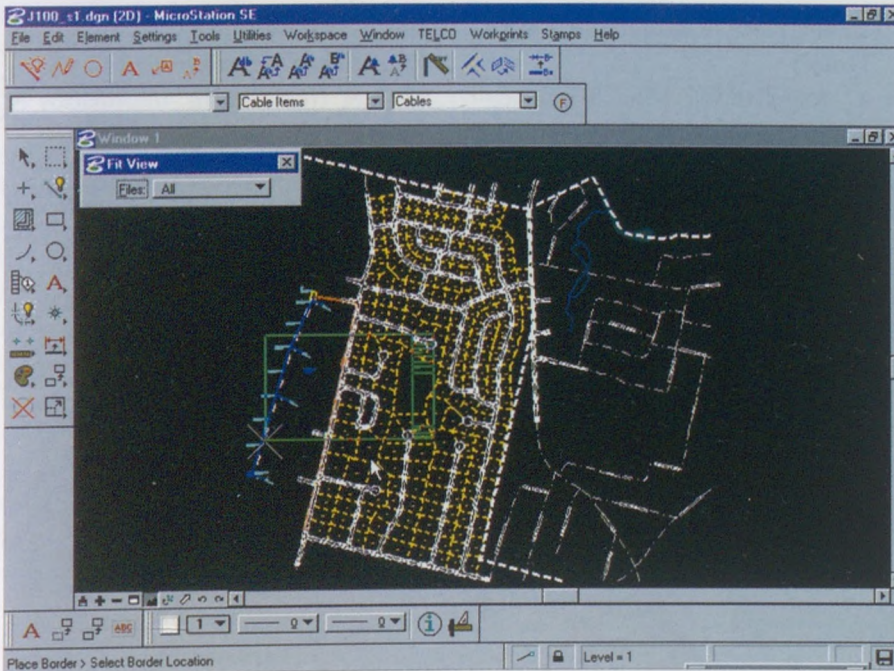 J100_s1.dgn (2D) - MicroStation SE
File Edit Element Settings Tools Utilities Workspace Window TELCO Workprints Stamps Help
Cable Items Cables F
Window 1
Fit View
Files: All
ABC 1 0 0
Place Border > Select Border Location Level = 1